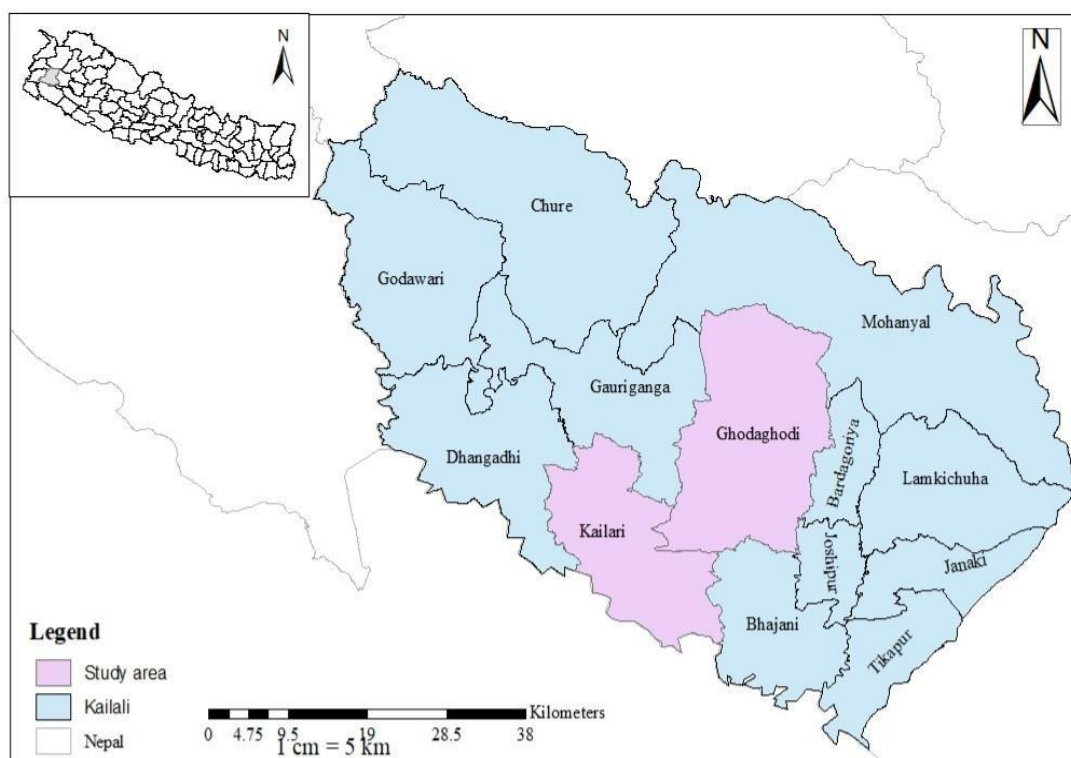 N
N
Chure
Godawari
Mohanyal
Gauriganga
Ghodaghodi
Dhangadhi
Bardagoriya
Lamkichuha
Kailari
Joshipur
Janaki
Bhajani
Tikapur
Legend
Study area
Kailali
Nepal
Kilometers
0 4.75 9.5 19 28.5 38
1 cm = 5 km